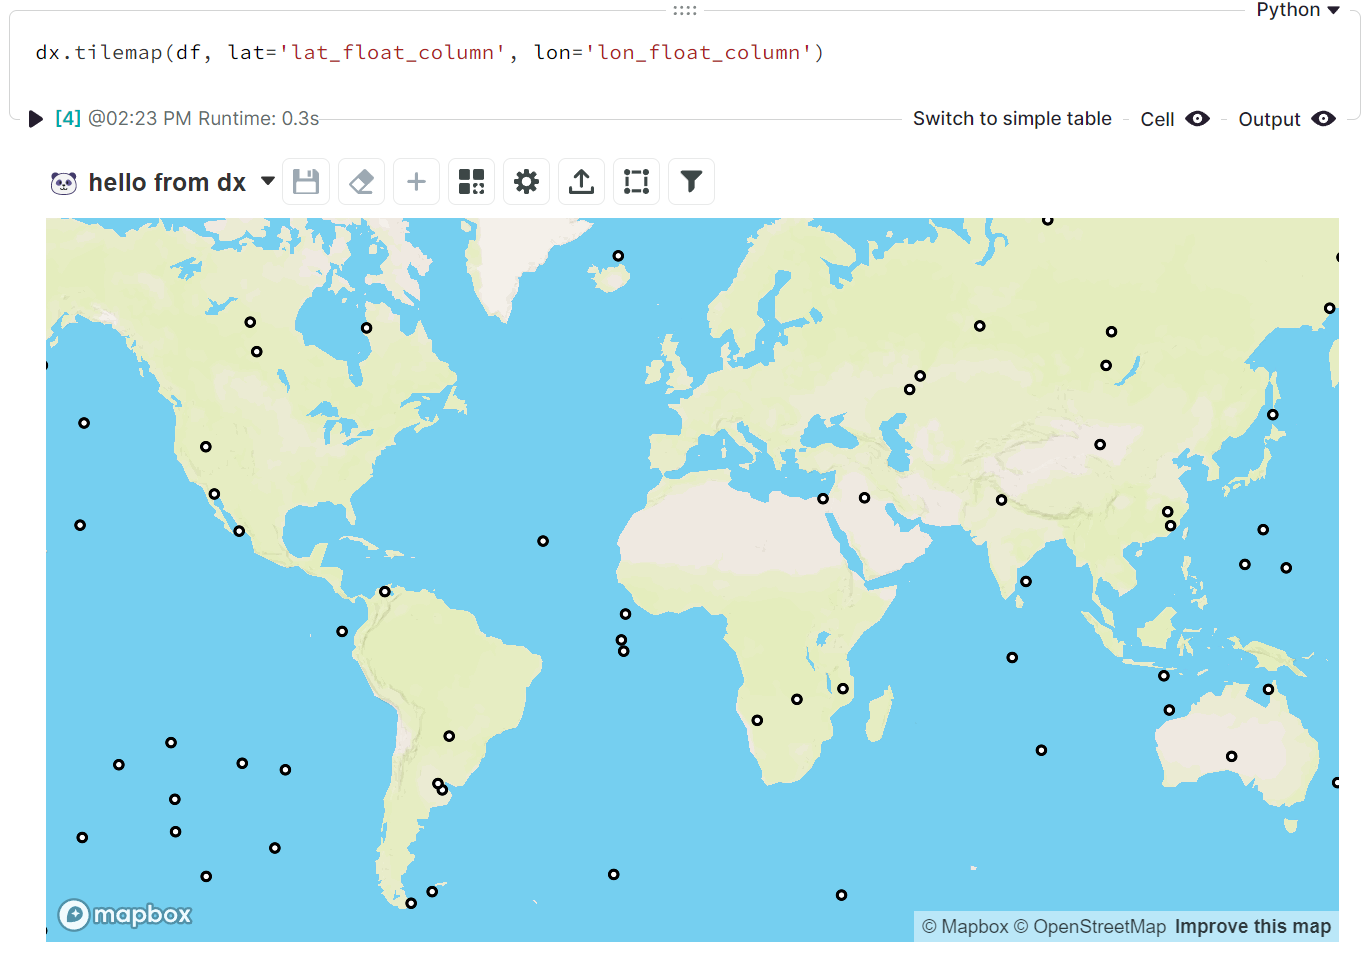 Python
dx.tilemap(df, lat='lat_float_column', lon='lon_float_column')
[4] @02:23 PM Runtime: 0.3s
Switch to simple table
Cell
Output
hello from dx
mapbox
© Mapbox © OpenStreetMap Improve this map